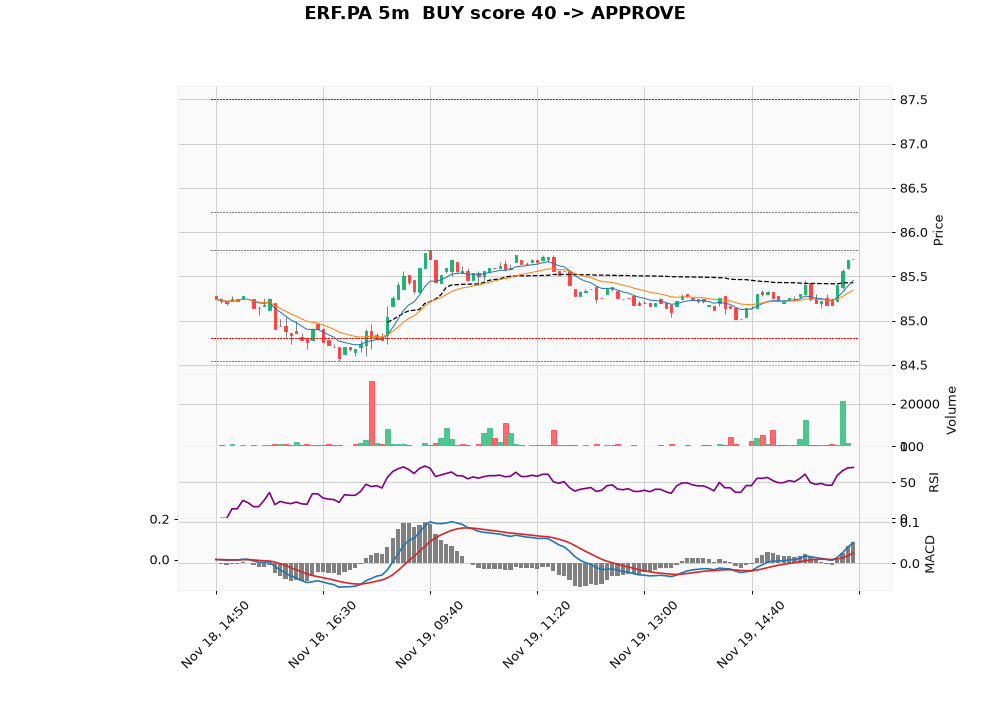 ERF.PA 5m  BUY score 40 -> APPROVE
87.5
87.0
86.5
86.0
85.5
85.0
84.5
Price
20000
0
Volume
100
50
0
RSI
0.2
0.0
0.1
0.0
MACD
Nov 18, 14:50
Nov 18, 16:30
Nov 19, 09:40
Nov 19, 11:20
Nov 19, 13:00
Nov 19, 14:40